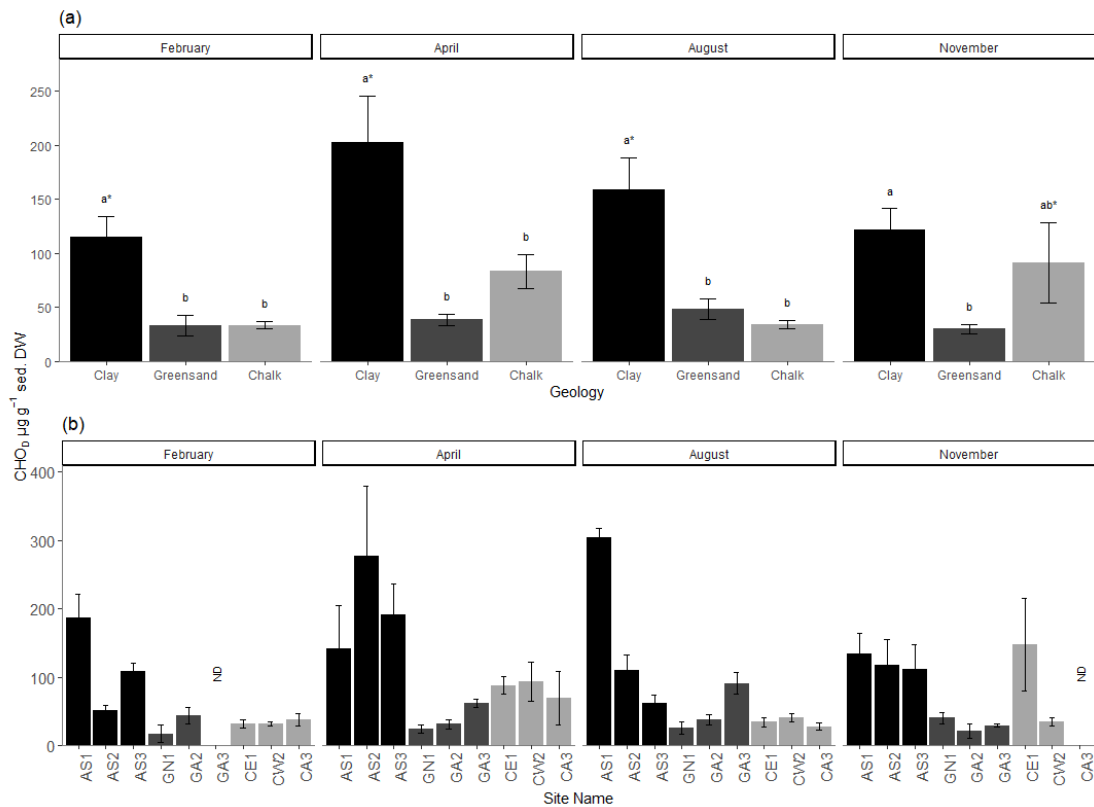 (a)
February April August November
250
200
150
100
50
0
a* b b
a* b b
a* b b
a b ab*
Clay Greensand Chalk Clay Greensand Chalk Clay Greensand Chalk Clay Greensand Chalk
Geology
CHO_D µg g⁻¹ sed. DW
(b)
February April August November
400
300
200
100
0
ND
ND
AS1 AS2 AS3 GN1 GA2 GA3 CE1 CW2 CA3 AS1 AS2 AS3 GN1 GA2 GA3 CE1 CW2 CA3 AS1 AS2 AS3 GN1 GA2 GA3 CE1 CW2 CA3 AS1 AS2 AS3 GN1 GA2 GA3 CE1 CW2 CA3
Site Name